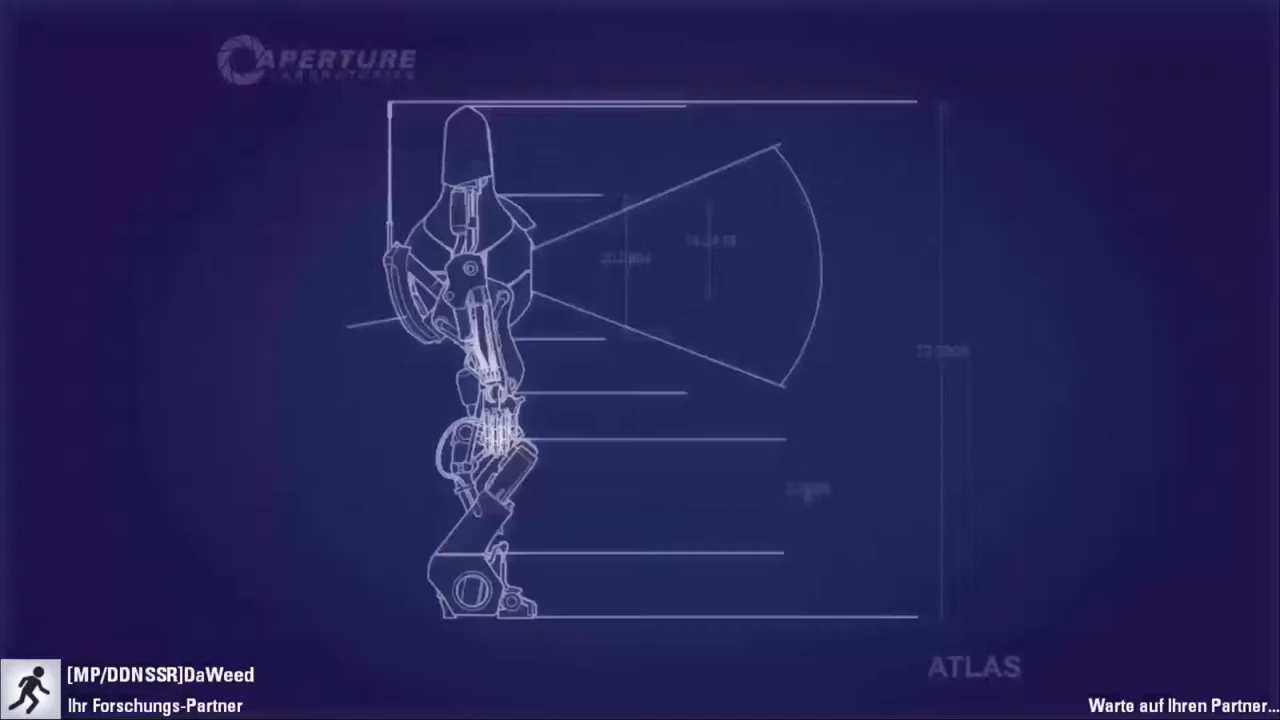 APERTURE
LABORATORIES
ATLAS
[MP/DDNSSR]DaWeed
Ihr Forschungs-Partner
Warte auf Ihren Partner...